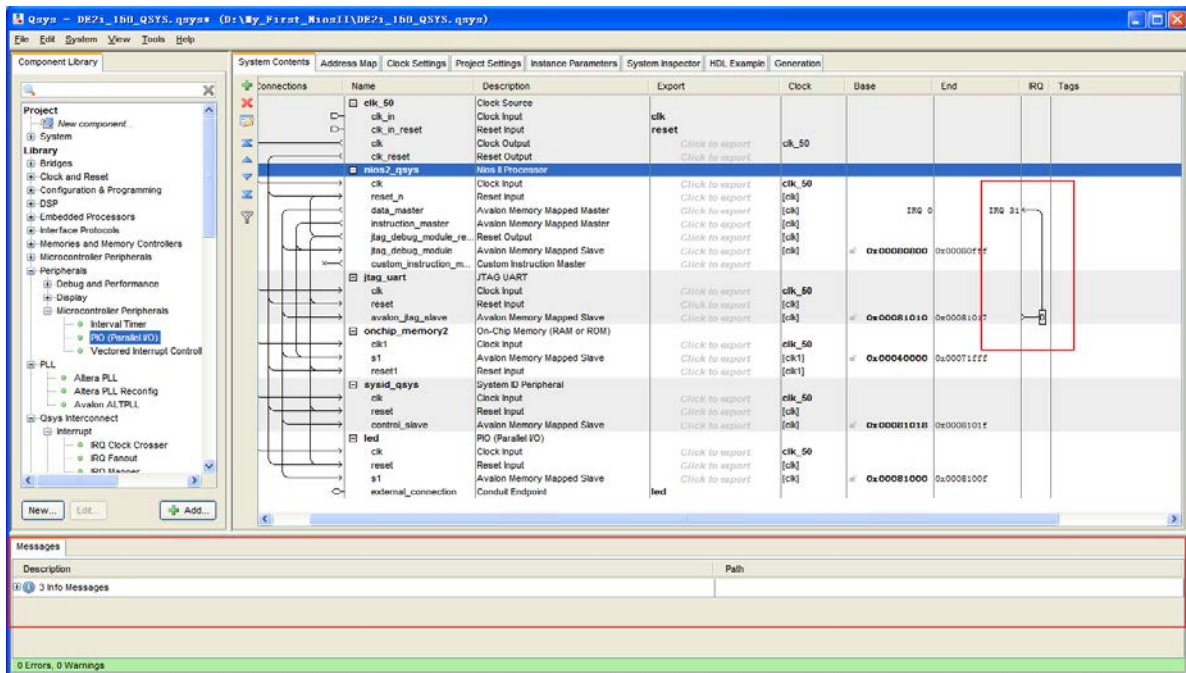 Qsys - DE2i_150_QSYS.qsys* (D:\My_First_NiosII\DE2i_150_QSYS.qsys)
File Edit System View Tools Help
Component Library
Project
New component...
System
Library
Bridges
Clock and Reset
Configuration & Programming
DSP
Embedded Processors
Interface Protocols
Memories and Memory Controllers
Microcontroller Peripherals
Peripherals
Debug and Performance
Display
Microcontroller Peripherals
Interval Timer
PIO (Parallel I/O)
Vectored Interrupt Controll
PLL
Altera PLL
Altera PLL Reconfig
Avalon ALTPLL
Qsys Interconnect
Interrupt
IRQ Clock Crosser
IRQ Fanout
IRQ Mapper
New... Edit... Add...
System Contents Address Map Clock Settings Project Settings Instance Parameters System Inspector HDL Example Generation
Connections Name Description Export Clock Base End IRQ Tags
clk_50 Clock Source
clk_in Clock Input clk
clk_in_reset Reset Input reset
clk Clock Output Click to export clk_50
clk_reset Reset Output Click to export
nios2_qsys Nios II Processor
clk Clock Input Click to export clk_50
reset_n Reset Input Click to export [clk]
data_master Avalon Memory Mapped Master Click to export [clk] IRQ 0 IRQ 31
instruction_master Avalon Memory Mapped Master Click to export [clk]
jtag_debug_module_re... Reset Output Click to export [clk]
jtag_debug_module Avalon Memory Mapped Slave Click to export [clk] 0x00080800 0x00080fff
custom_instruction_m... Custom Instruction Master Click to export
jtag_uart JTAG UART
clk Clock Input Click to export clk_50
reset Reset Input Click to export [clk]
avalon_jtag_slave Avalon Memory Mapped Slave Click to export [clk] 0x00081010 0x00081017
onchip_memory2 On-Chip Memory (RAM or ROM)
clk1 Clock Input Click to export clk_50
s1 Avalon Memory Mapped Slave Click to export [clk1] 0x00040000 0x00071fff
reset1 Reset Input Click to export [clk1]
sysid_qsys System ID Peripheral
clk Clock Input Click to export clk_50
reset Reset Input Click to export [clk]
control_slave Avalon Memory Mapped Slave Click to export [clk] 0x00081018 0x0008101f
led PIO (Parallel I/O)
clk Clock Input Click to export clk_50
reset Reset Input Click to export [clk]
s1 Avalon Memory Mapped Slave Click to export [clk] 0x00081000 0x0008100f
external_connection Conduit Endpoint led
Messages
Description Path
3 Info Messages
0 Errors, 0 Warnings